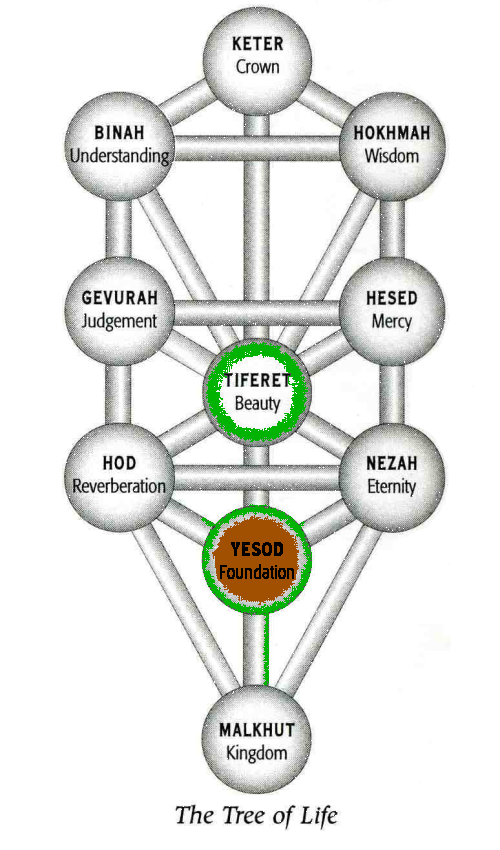 KETER
Crown
BINAH
Understanding
HOKHMAH
Wisdom
GEVURAH
Judgement
HESED
Mercy
TIFERET
Beauty
HOD
Reverberation
NEZAH
Eternity
YESOD
Foundation
MALKHUT
Kingdom
The Tree of Life